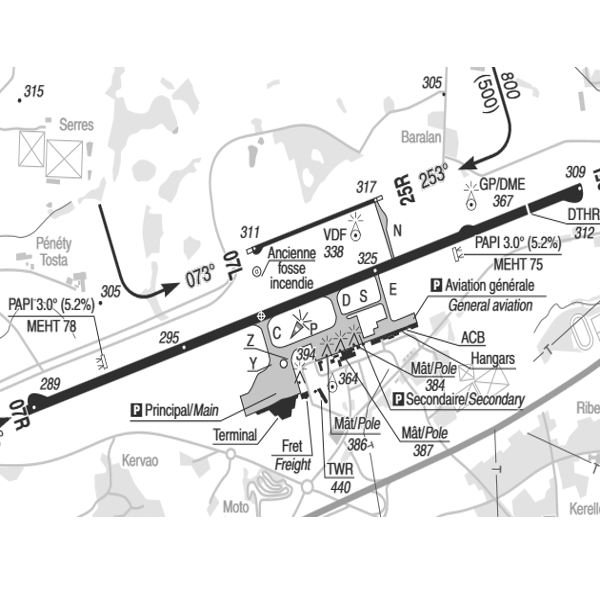 315
Serres
305
800
(500)
Baralan
25R 253°
309
317
GP/DME
367
DTHR
312
N
311
VDF
338
07L
073°
Ancienne
fosse
incendie
325
PAPI 3.0° (5.2%)
MEHT 75
Pénéty
Tosta
305
PAPI 3.0° (5.2%)
MEHT 78
D
S
E
P Aviation générale
General aviation
C
P
Z
Y
295
394
ACB
Hangars
Mât/Pole
384
364
289
07R
P Principal/Main
P Secondaire/Secondary
Terminal
Mât/Pole
386
Mât/Pole
387
Fret
Freight
TWR
440
Kervao
Moto
Ribe
Kerelle